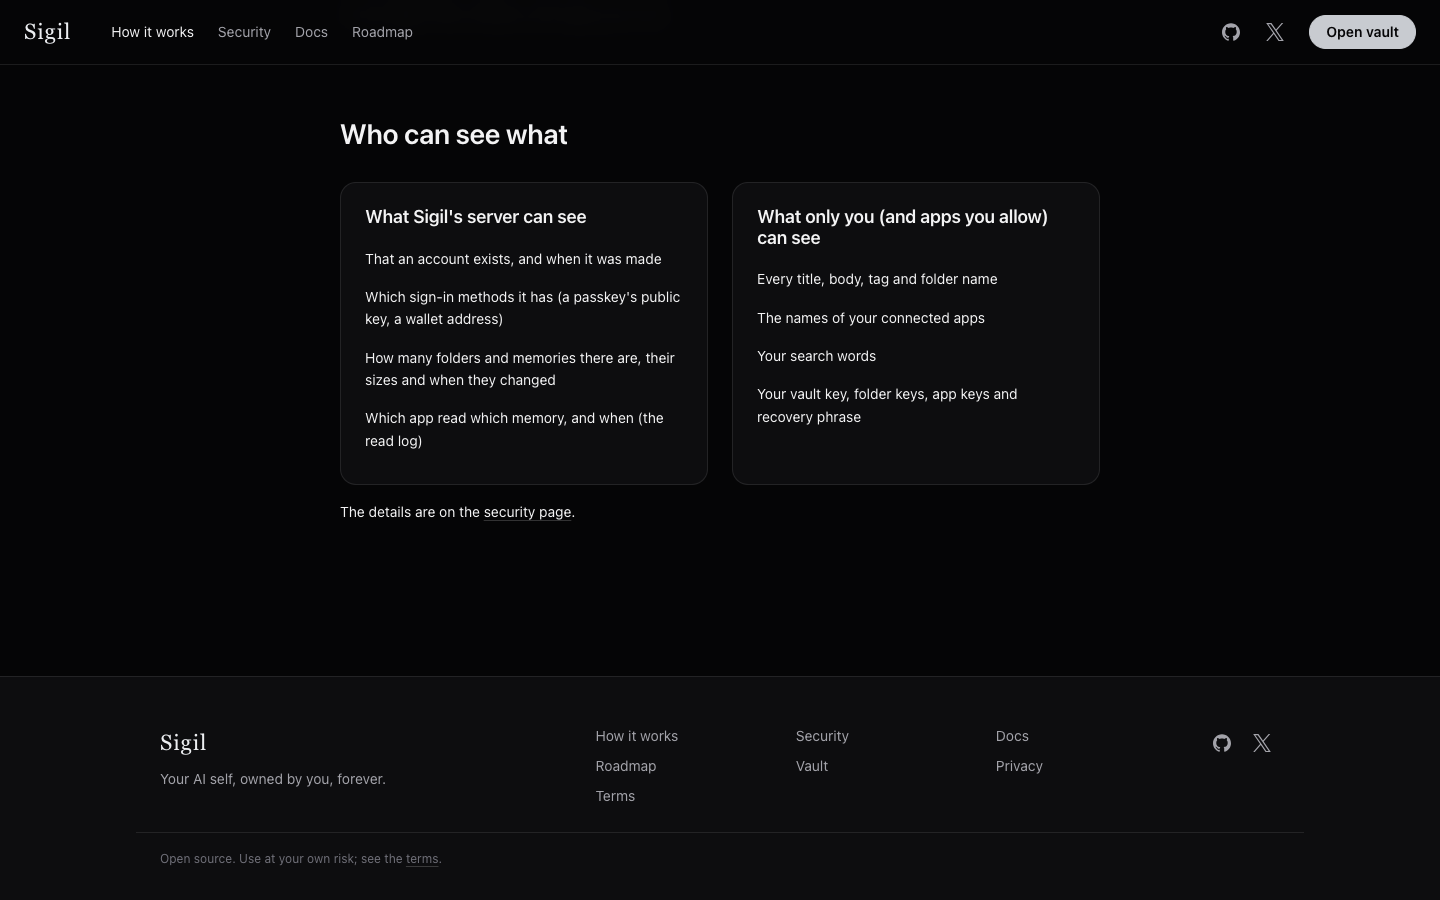 Sigil
How it works
Security
Docs
Roadmap
Open vault
Who can see what
What Sigil's server can see
That an account exists, and when it was made
Which sign-in methods it has (a passkey's public
key, a wallet address)
How many folders and memories there are, their
sizes and when they changed
Which app read which memory, and when (the
read log)
What only you (and apps you allow)
can see
Every title, body, tag and folder name
The names of your connected apps
Your search words
Your vault key, folder keys, app keys and
recovery phrase
The details are on the security page.
Sigil
Your AI self, owned by you, forever.
How it works
Security
Docs
Roadmap
Vault
Privacy
Terms
Open source. Use at your own risk; see the terms.